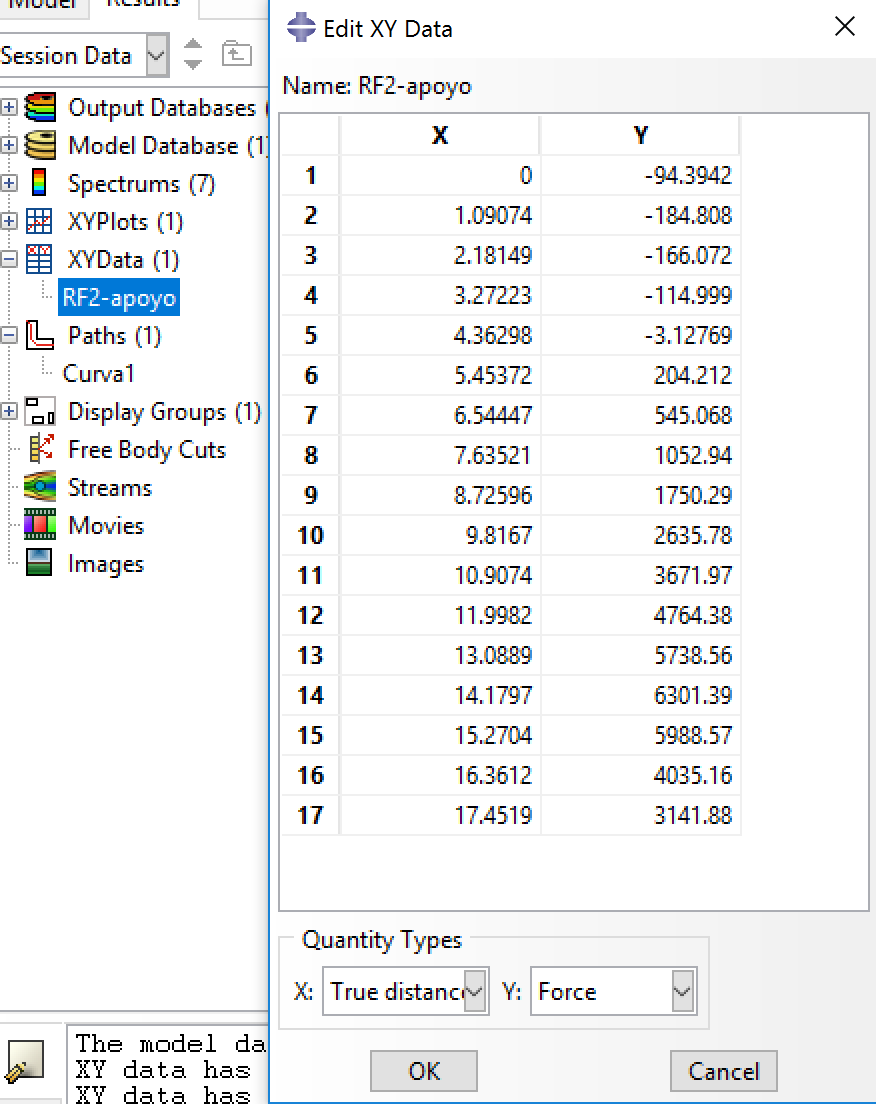 Model
Results
Session Data
Output Databases (
Model Database (1)
Spectrums (7)
XYPlots (1)
XYData (1)
RF2-apoyo
Paths (1)
Curva1
Display Groups (1)
Free Body Cuts
Streams
Movies
Images
The model da
XY data has
XY data has
Edit XY Data
Name: RF2-apoyo
X Y
1 0 -94.3942
2 1.09074 -184.808
3 2.18149 -166.072
4 3.27223 -114.999
5 4.36298 -3.12769
6 5.45372 204.212
7 6.54447 545.068
8 7.63521 1052.94
9 8.72596 1750.29
10 9.8167 2635.78
11 10.9074 3671.97
12 11.9982 4764.38
13 13.0889 5738.56
14 14.1797 6301.39
15 15.2704 5988.57
16 16.3612 4035.16
17 17.4519 3141.88
Quantity Types
X: True distanc Y: Force
OK Cancel